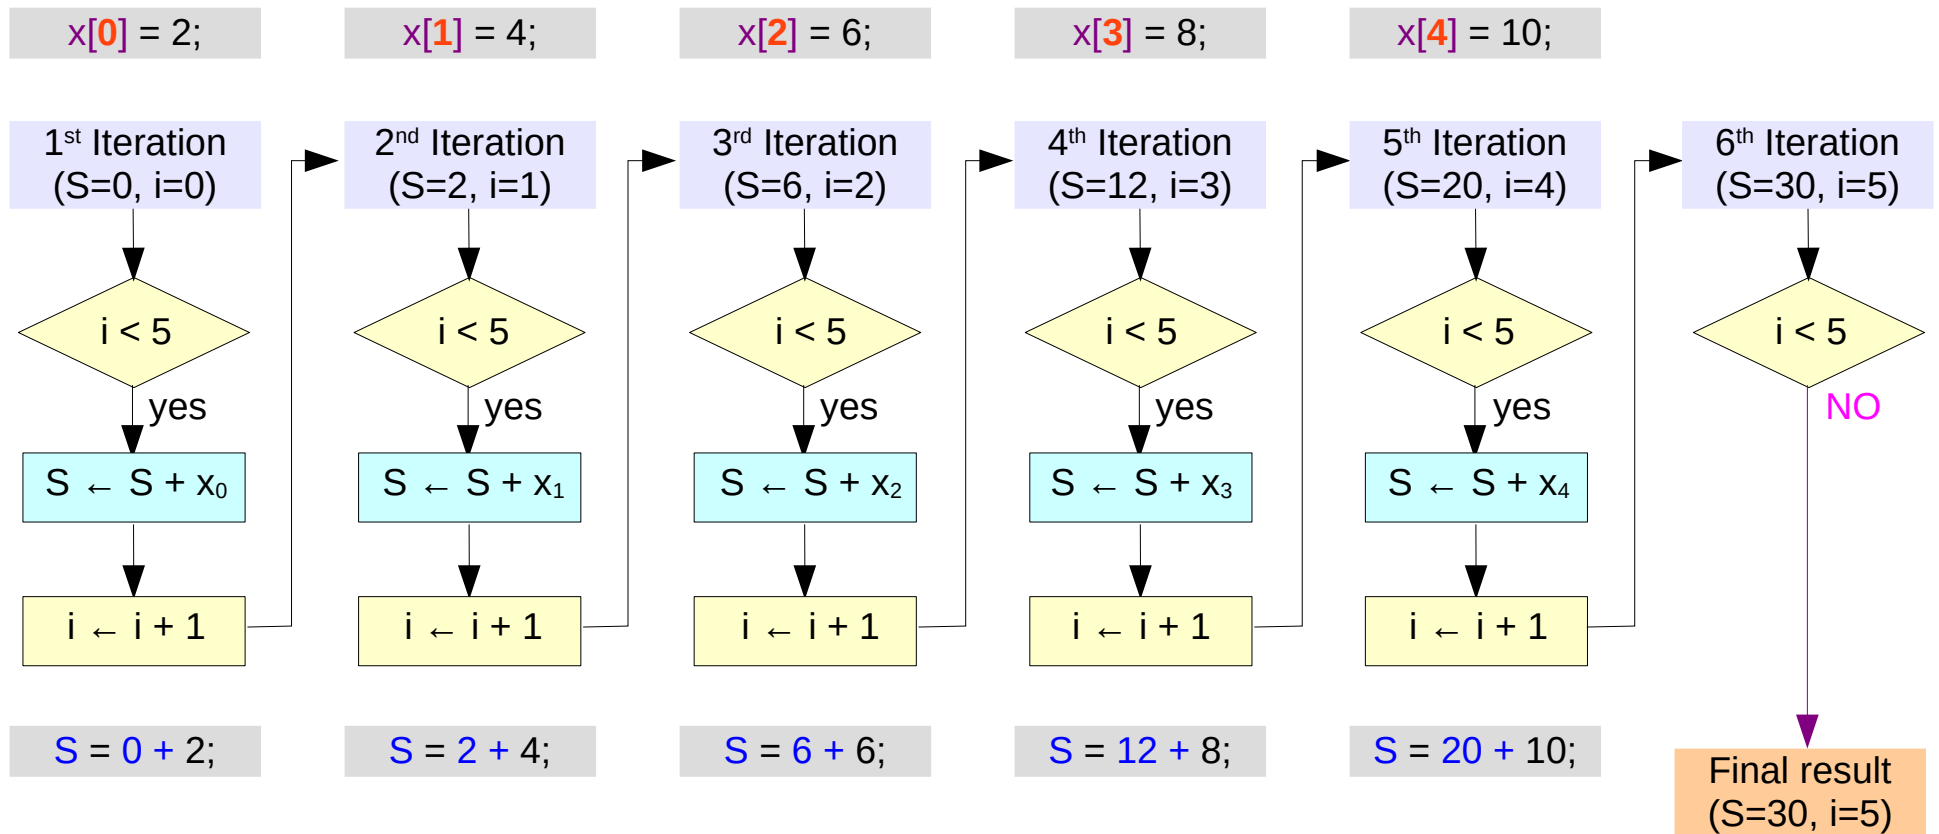 x[0] = 2;
x[1] = 4;
x[2] = 6;
x[3] = 8;
x[4] = 10;
1st Iteration
(S=0, i=0)
2nd Iteration
(S=2, i=1)
3rd Iteration
(S=6, i=2)
4th Iteration
(S=12, i=3)
5th Iteration
(S=20, i=4)
6th Iteration
(S=30, i=5)
i < 5
i < 5
i < 5
i < 5
i < 5
i < 5
yes
yes
yes
yes
yes
NO
S ← S + x0
S ← S + x1
S ← S + x2
S ← S + x3
S ← S + x4
i ← i + 1
i ← i + 1
i ← i + 1
i ← i + 1
i ← i + 1
S = 0 + 2;
S = 2 + 4;
S = 6 + 6;
S = 12 + 8;
S = 20 + 10;
Final result
(S=30, i=5)